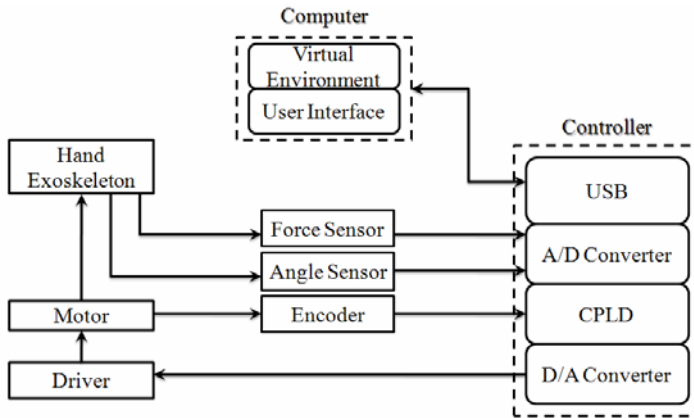 Computer
Virtual
Environment
User Interface
Controller
Hand
Exoskeleton
USB
Force Sensor
A/D Converter
Angle Sensor
Motor
Encoder
CPLD
Driver
D/A Converter